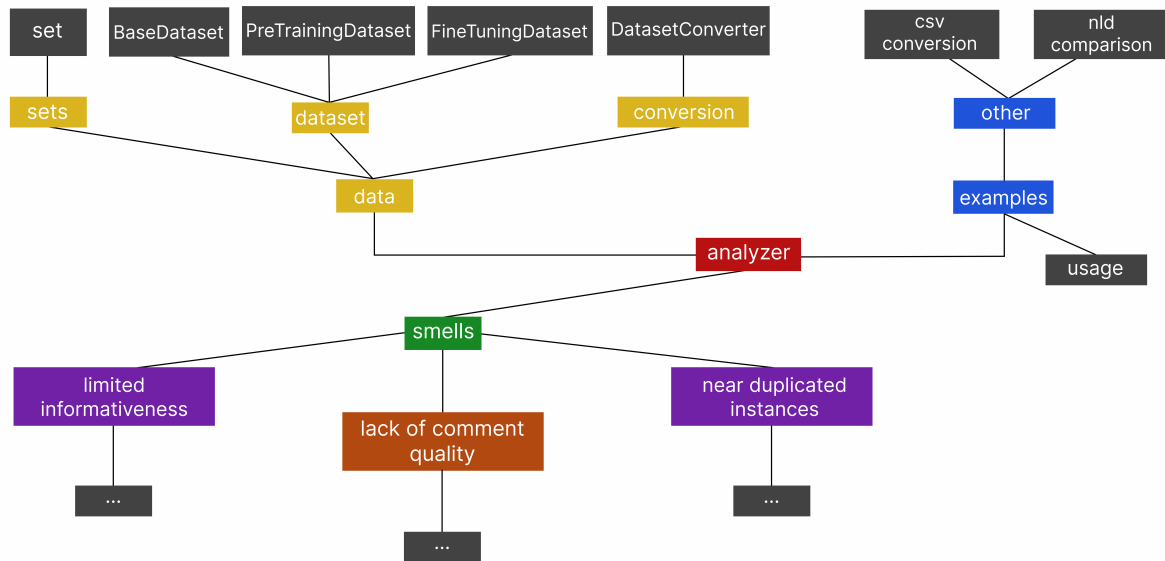 set
BaseDataset
PreTrainingDataset
FineTuningDataset
DatasetConverter
csv
conversion
nld
comparison
sets
dataset
conversion
other
data
examples
analyzer
usage
smells
limited
informativeness
near duplicated
instances
lack of comment
quality
...
...
...